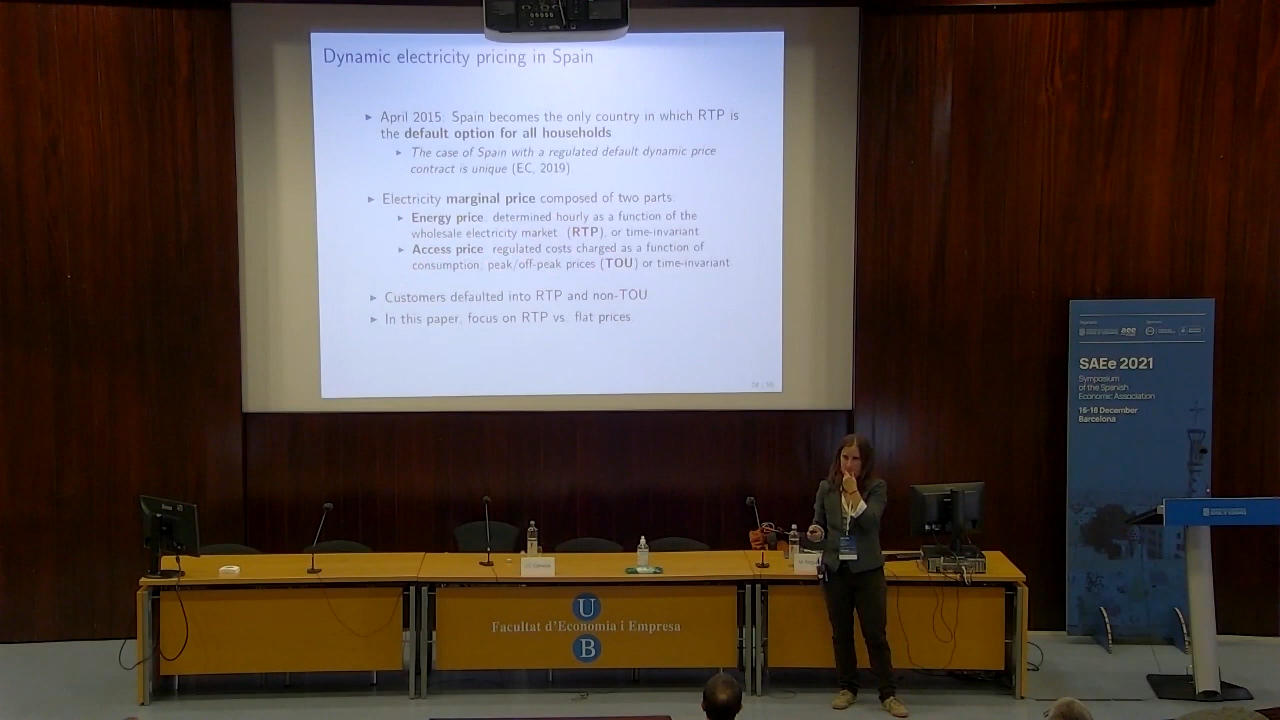 Dynamic electricity pricing in Spain
April 2015: Spain becomes the only country in which RTP is
the default option for all households
The case of Spain with a regulated default dynamic price
contract is unique (EC, 2019)
Electricity marginal price composed of two parts:
Energy price: determined hourly as a function of the
wholesale electricity market (RTP), or time-invariant
Access price: regulated costs charged as a function of
consumption: peak/off-peak prices (TOU) or time-invariant
Customers defaulted into RTP and non-TOU
In this paper, focus on RTP vs. flat prices
SAEe 2021
Symposium
of the Spanish
Economic Association
16-18 December
Barcelona
U
Facultat d'Economia i Empresa
B